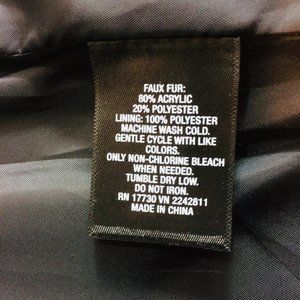 FAUX FUR:
80% ACRYLIC
20% POLYESTER
LINING: 100% POLYESTER
MACHINE WASH COLD.
GENTLE CYCLE WITH LIKE
COLORS.
ONLY NON-CHLORINE BLEACH
WHEN NEEDED.
TUMBLE DRY LOW.
DO NOT IRON.
RN 17730 VN 2242811
MADE IN CHINA